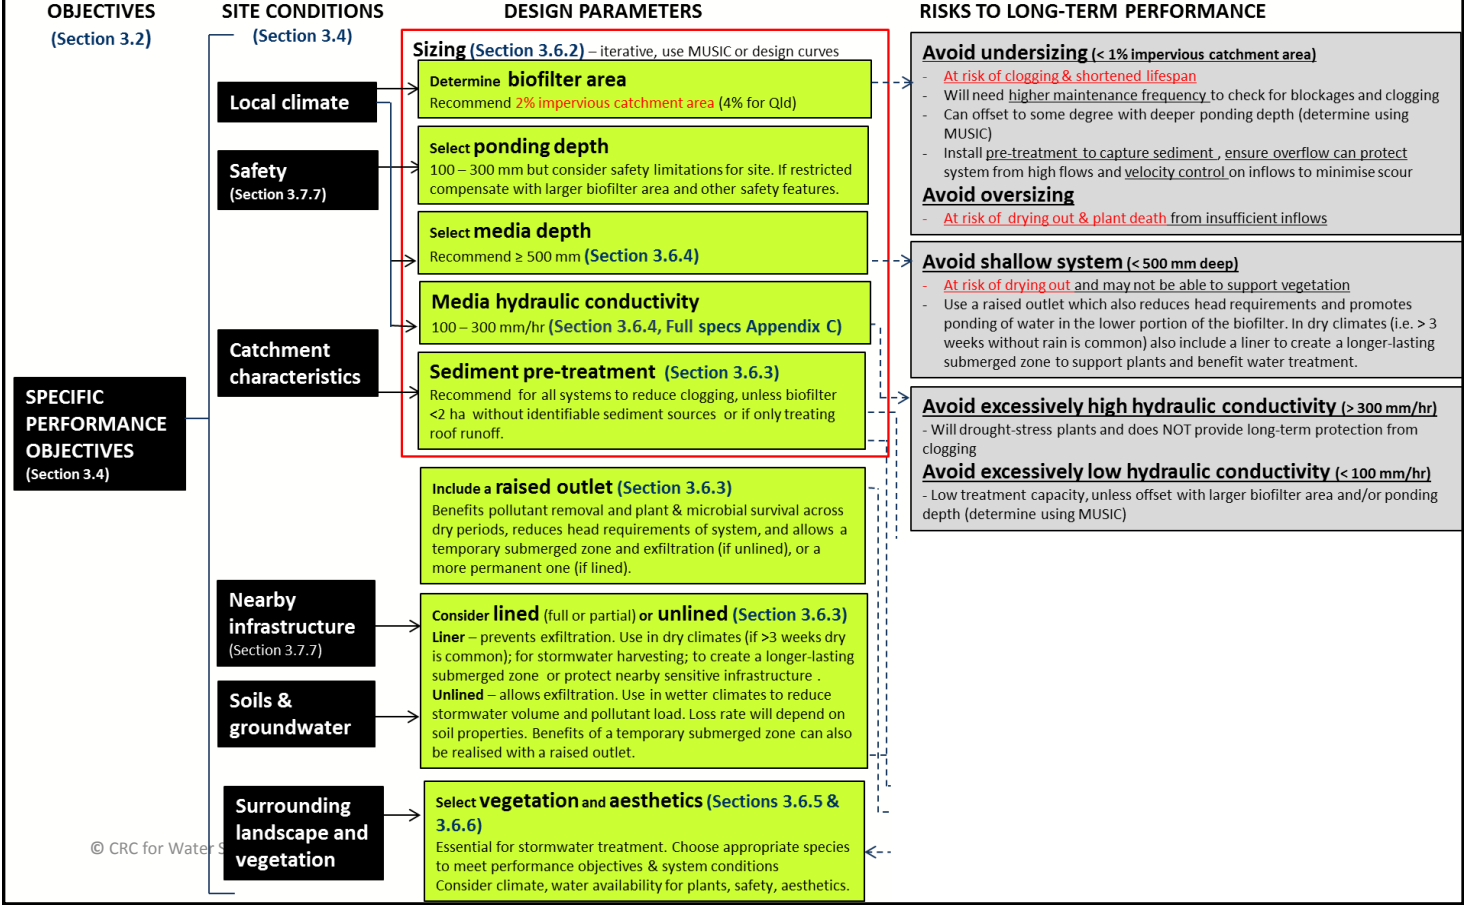 OBJECTIVES
(Section 3.2)
SITE CONDITIONS
(Section 3.4)
DESIGN PARAMETERS
RISKS TO LONG-TERM PERFORMANCE
SPECIFIC
PERFORMANCE
OBJECTIVES
(Section 3.4)
Local climate
Safety
(Section 3.7.7)
Catchment
characteristics
Nearby
infrastructure
(Section 3.7.7)
Soils &
groundwater
Surrounding
landscape and
vegetation
© CRC for Water S
Sizing (Section 3.6.2) – iterative, use MUSIC or design curves
Determine biofilter area
Recommend 2% impervious catchment area (4% for Qld)
Select ponding depth
100 – 300 mm but consider safety limitations for site. If restricted
compensate with larger biofilter area and other safety features.
Select media depth
Recommend ≥ 500 mm (Section 3.6.4)
Media hydraulic conductivity
100 – 300 mm/hr (Section 3.6.4, Full specs Appendix C)
Sediment pre-treatment (Section 3.6.3)
Recommend for all systems to reduce clogging, unless biofilter
<2 ha without identifiable sediment sources or if only treating
roof runoff.
Include a raised outlet (Section 3.6.3)
Benefits pollutant removal and plant & microbial survival across
dry periods, reduces head requirements of system, and allows a
temporary submerged zone and exfiltration (if unlined), or a
more permanent one (if lined).
Consider lined (full or partial) or unlined (Section 3.6.3)
Liner – prevents exfiltration. Use in dry climates (if >3 weeks dry
is common); for stormwater harvesting; to create a longer-lasting
submerged zone or protect nearby sensitive infrastructure .
Unlined – allows exfiltration. Use in wetter climates to reduce
stormwater volume and pollutant load. Loss rate will depend on
soil properties. Benefits of a temporary submerged zone can also
be realised with a raised outlet.
Select vegetation and aesthetics (Sections 3.6.5 &
3.6.6)
Essential for stormwater treatment. Choose appropriate species
to meet performance objectives & system conditions
Consider climate, water availability for plants, safety, aesthetics.
Avoid undersizing (< 1% impervious catchment area)
- At risk of clogging & shortened lifespan
- Will need higher maintenance frequency to check for blockages and clogging
- Can offset to some degree with deeper ponding depth (determine using
MUSIC)
- Install pre-treatment to capture sediment , ensure overflow can protect
system from high flows and velocity control on inflows to minimise scour
Avoid oversizing
- At risk of drying out & plant death from insufficient inflows
Avoid shallow system (< 500 mm deep)
- At risk of drying out and may not be able to support vegetation
- Use a raised outlet which also reduces head requirements and promotes
ponding of water in the lower portion of the biofilter. In dry climates (i.e. > 3
weeks without rain is common) also include a liner to create a longer-lasting
submerged zone to support plants and benefit water treatment.
Avoid excessively high hydraulic conductivity (> 300 mm/hr)
- Will drought-stress plants and does NOT provide long-term protection from
clogging
Avoid excessively low hydraulic conductivity (< 100 mm/hr)
- Low treatment capacity, unless offset with larger biofilter area and/or ponding
depth (determine using MUSIC)